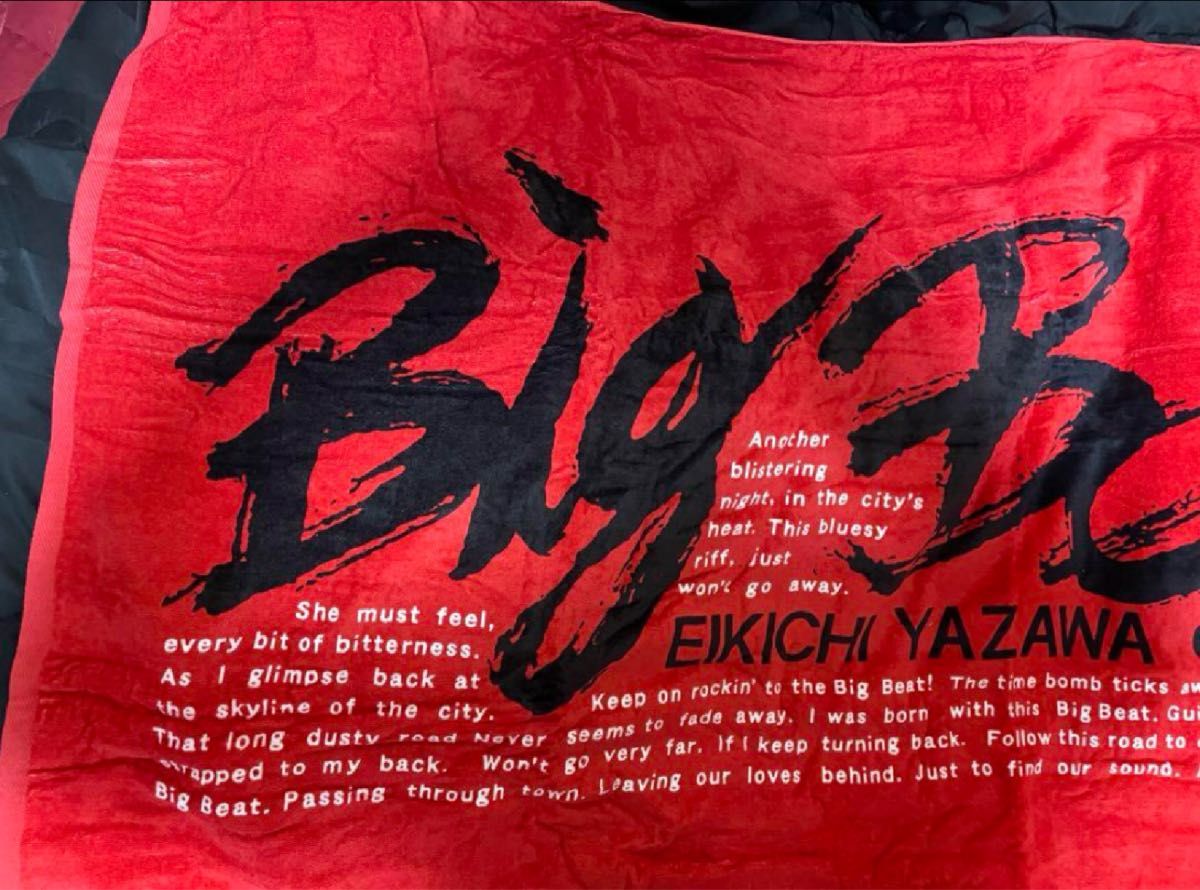 Big B
Another
blistering
night, in the city's
heat. This bluesy
riff, just
won't go away.
EIKICHI YAZAWA
She must feel,
every bit of bitterness.
As I glimpse back at
the skyline of the city.
Keep on rockin' to the Big Beat! The time bomb ticks
That long dusty road Never seems to fade away. I was born with this Big Beat.
strapped to my back. Won't go very far, If I keep turning back. Follow this road to
Big Beat. Passing through town. Leaving our loves behind. Just to find our sound.